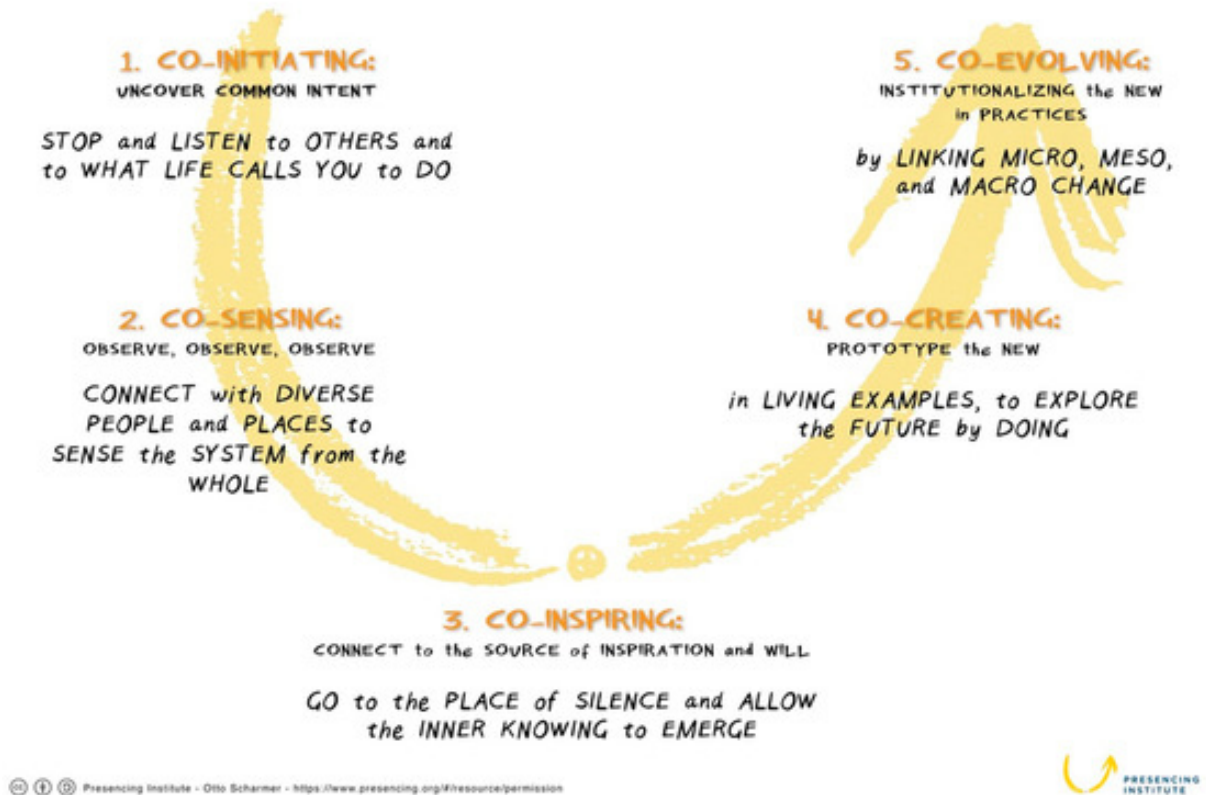 1. CO-INITIATING:
UNCOVER COMMON INTENT
STOP and LISTEN to OTHERS and
to WHAT LIFE CALLS YOU to DO
2. CO-SENSING:
OBSERVE, OBSERVE, OBSERVE
CONNECT with DIVERSE
PEOPLE and PLACES to
SENSE the SYSTEM from the
WHOLE
3. CO-INSPIRING:
CONNECT to the SOURCE of INSPIRATION and WILL
GO to the PLACE of SILENCE and ALLOW
the INNER KNOWING to EMERGE
4. CO-CREATING:
PROTOTYPE the NEW
in LIVING EXAMPLES, to EXPLORE
the FUTURE by DOING
5. CO-EVOLVING:
INSTITUTIONALIZING the NEW
in PRACTICES
by LINKING MICRO, MESO,
and MACRO CHANGE
cc Presencing Institute - Otto Scharmer - https://www.presencing.org/#/resource/permission
PRESENCING
INSTITUTE